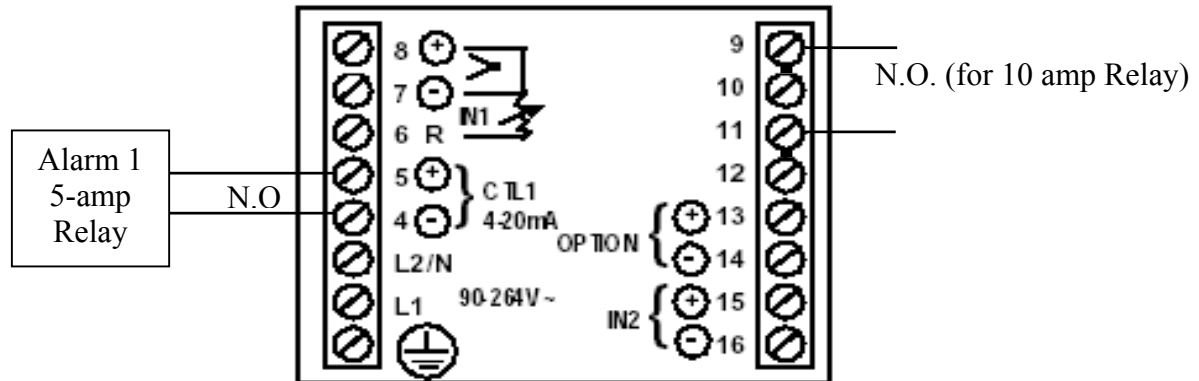 8 +
7 -
IN1
6 R
5 +
4 -
CTL1
4-20mA
L2/N
L1
90-264V ~
Alarm 1
5-amp
Relay
N.O
9
10
11
12
+ 13
OPTION
- 14
+ 15
IN2
- 16
N.O. (for 10 amp Relay)